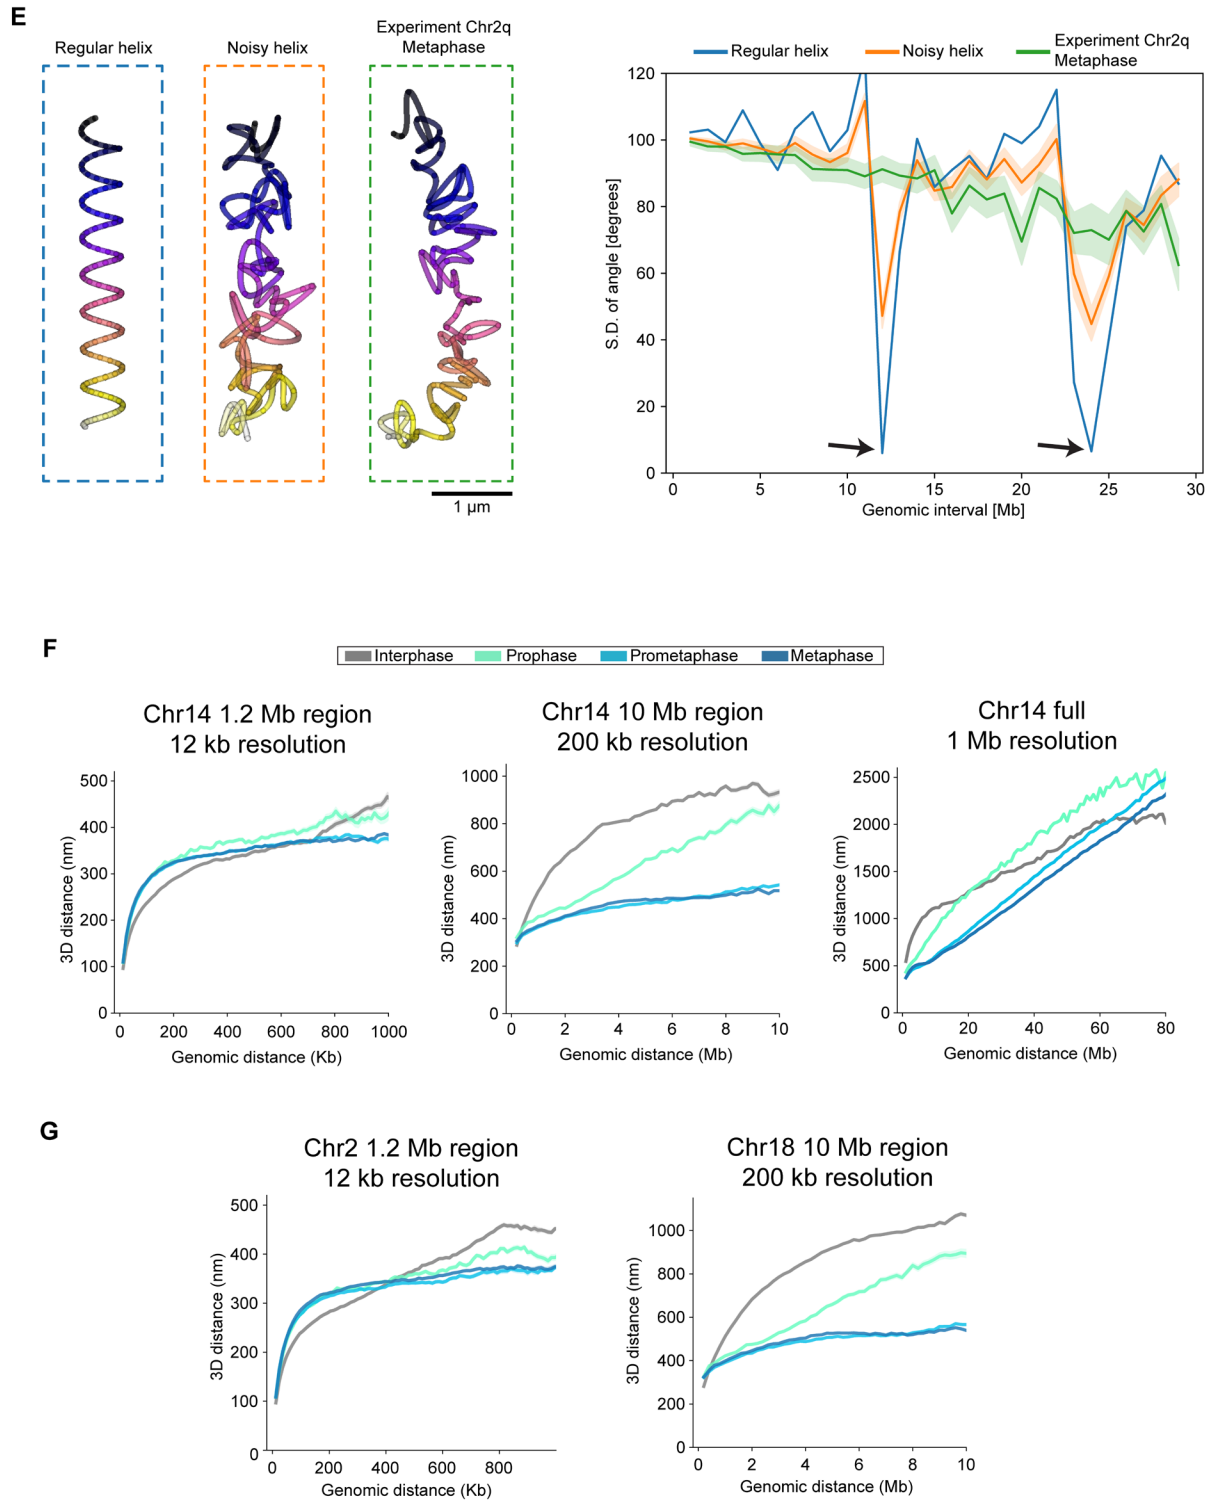 E
Regular helix
Noisy helix
Experiment Chr2q
Metaphase
1 µm
Regular helix
Noisy helix
Experiment Chr2q
Metaphase
S.D. of angle [degrees]
120
100
80
60
40
20
0
0 5 10 15 20 25 30
Genomic interval [Mb]
F
Interphase Prophase Prometaphase Metaphase
Chr14 1.2 Mb region
12 kb resolution
3D distance (nm)
500
400
300
200
100
0
0 200 400 600 800 1000
Genomic distance (Kb)
Chr14 10 Mb region
200 kb resolution
3D distance (nm)
1000
800
600
400
200
0
0 2 4 6 8 10
Genomic distance (Mb)
Chr14 full
1 Mb resolution
3D distance (nm)
2500
2000
1500
1000
500
0
0 20 40 60 80
Genomic distance (Mb)
G
Chr2 1.2 Mb region
12 kb resolution
3D distance (nm)
500
400
300
200
100
0
0 200 400 600 800
Genomic distance (Kb)
Chr18 10 Mb region
200 kb resolution
3D distance (nm)
1000
800
600
400
200
0
0 2 4 6 8 10
Genomic distance (Mb)